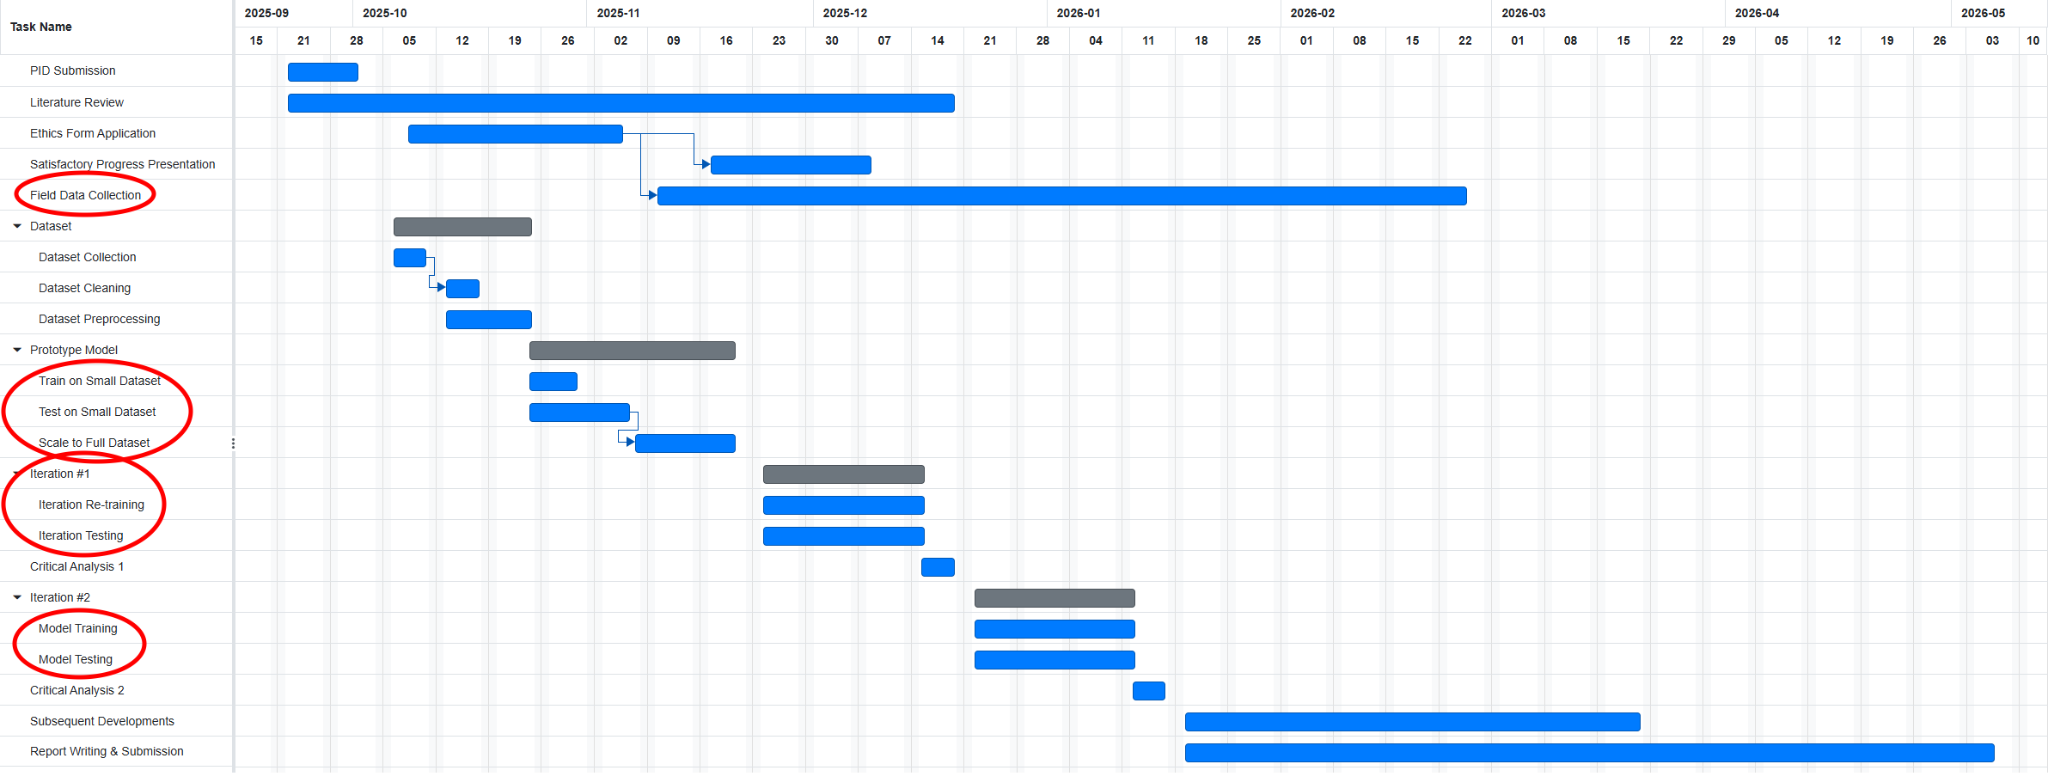 2025-09 2025-10 2025-11 2025-12 2026-01 2026-02 2026-03 2026-04 2026-05
Task Name
15 21 28 05 12 19 26 02 09 16 23 30 07 14 21 28 04 11 18 25 01 08 15 22 01 08 15 22 29 05 12 19 26 03 10
PID Submission
Literature Review
Ethics Form Application
Satisfactory Progress Presentation
Field Data Collection
Dataset
Dataset Collection
Dataset Cleaning
Dataset Preprocessing
Prototype Model
Train on Small Dataset
Test on Small Dataset
Scale to Full Dataset
Iteration #1
Iteration Re-training
Iteration Testing
Critical Analysis 1
Iteration #2
Model Training
Model Testing
Critical Analysis 2
Subsequent Developments
Report Writing & Submission